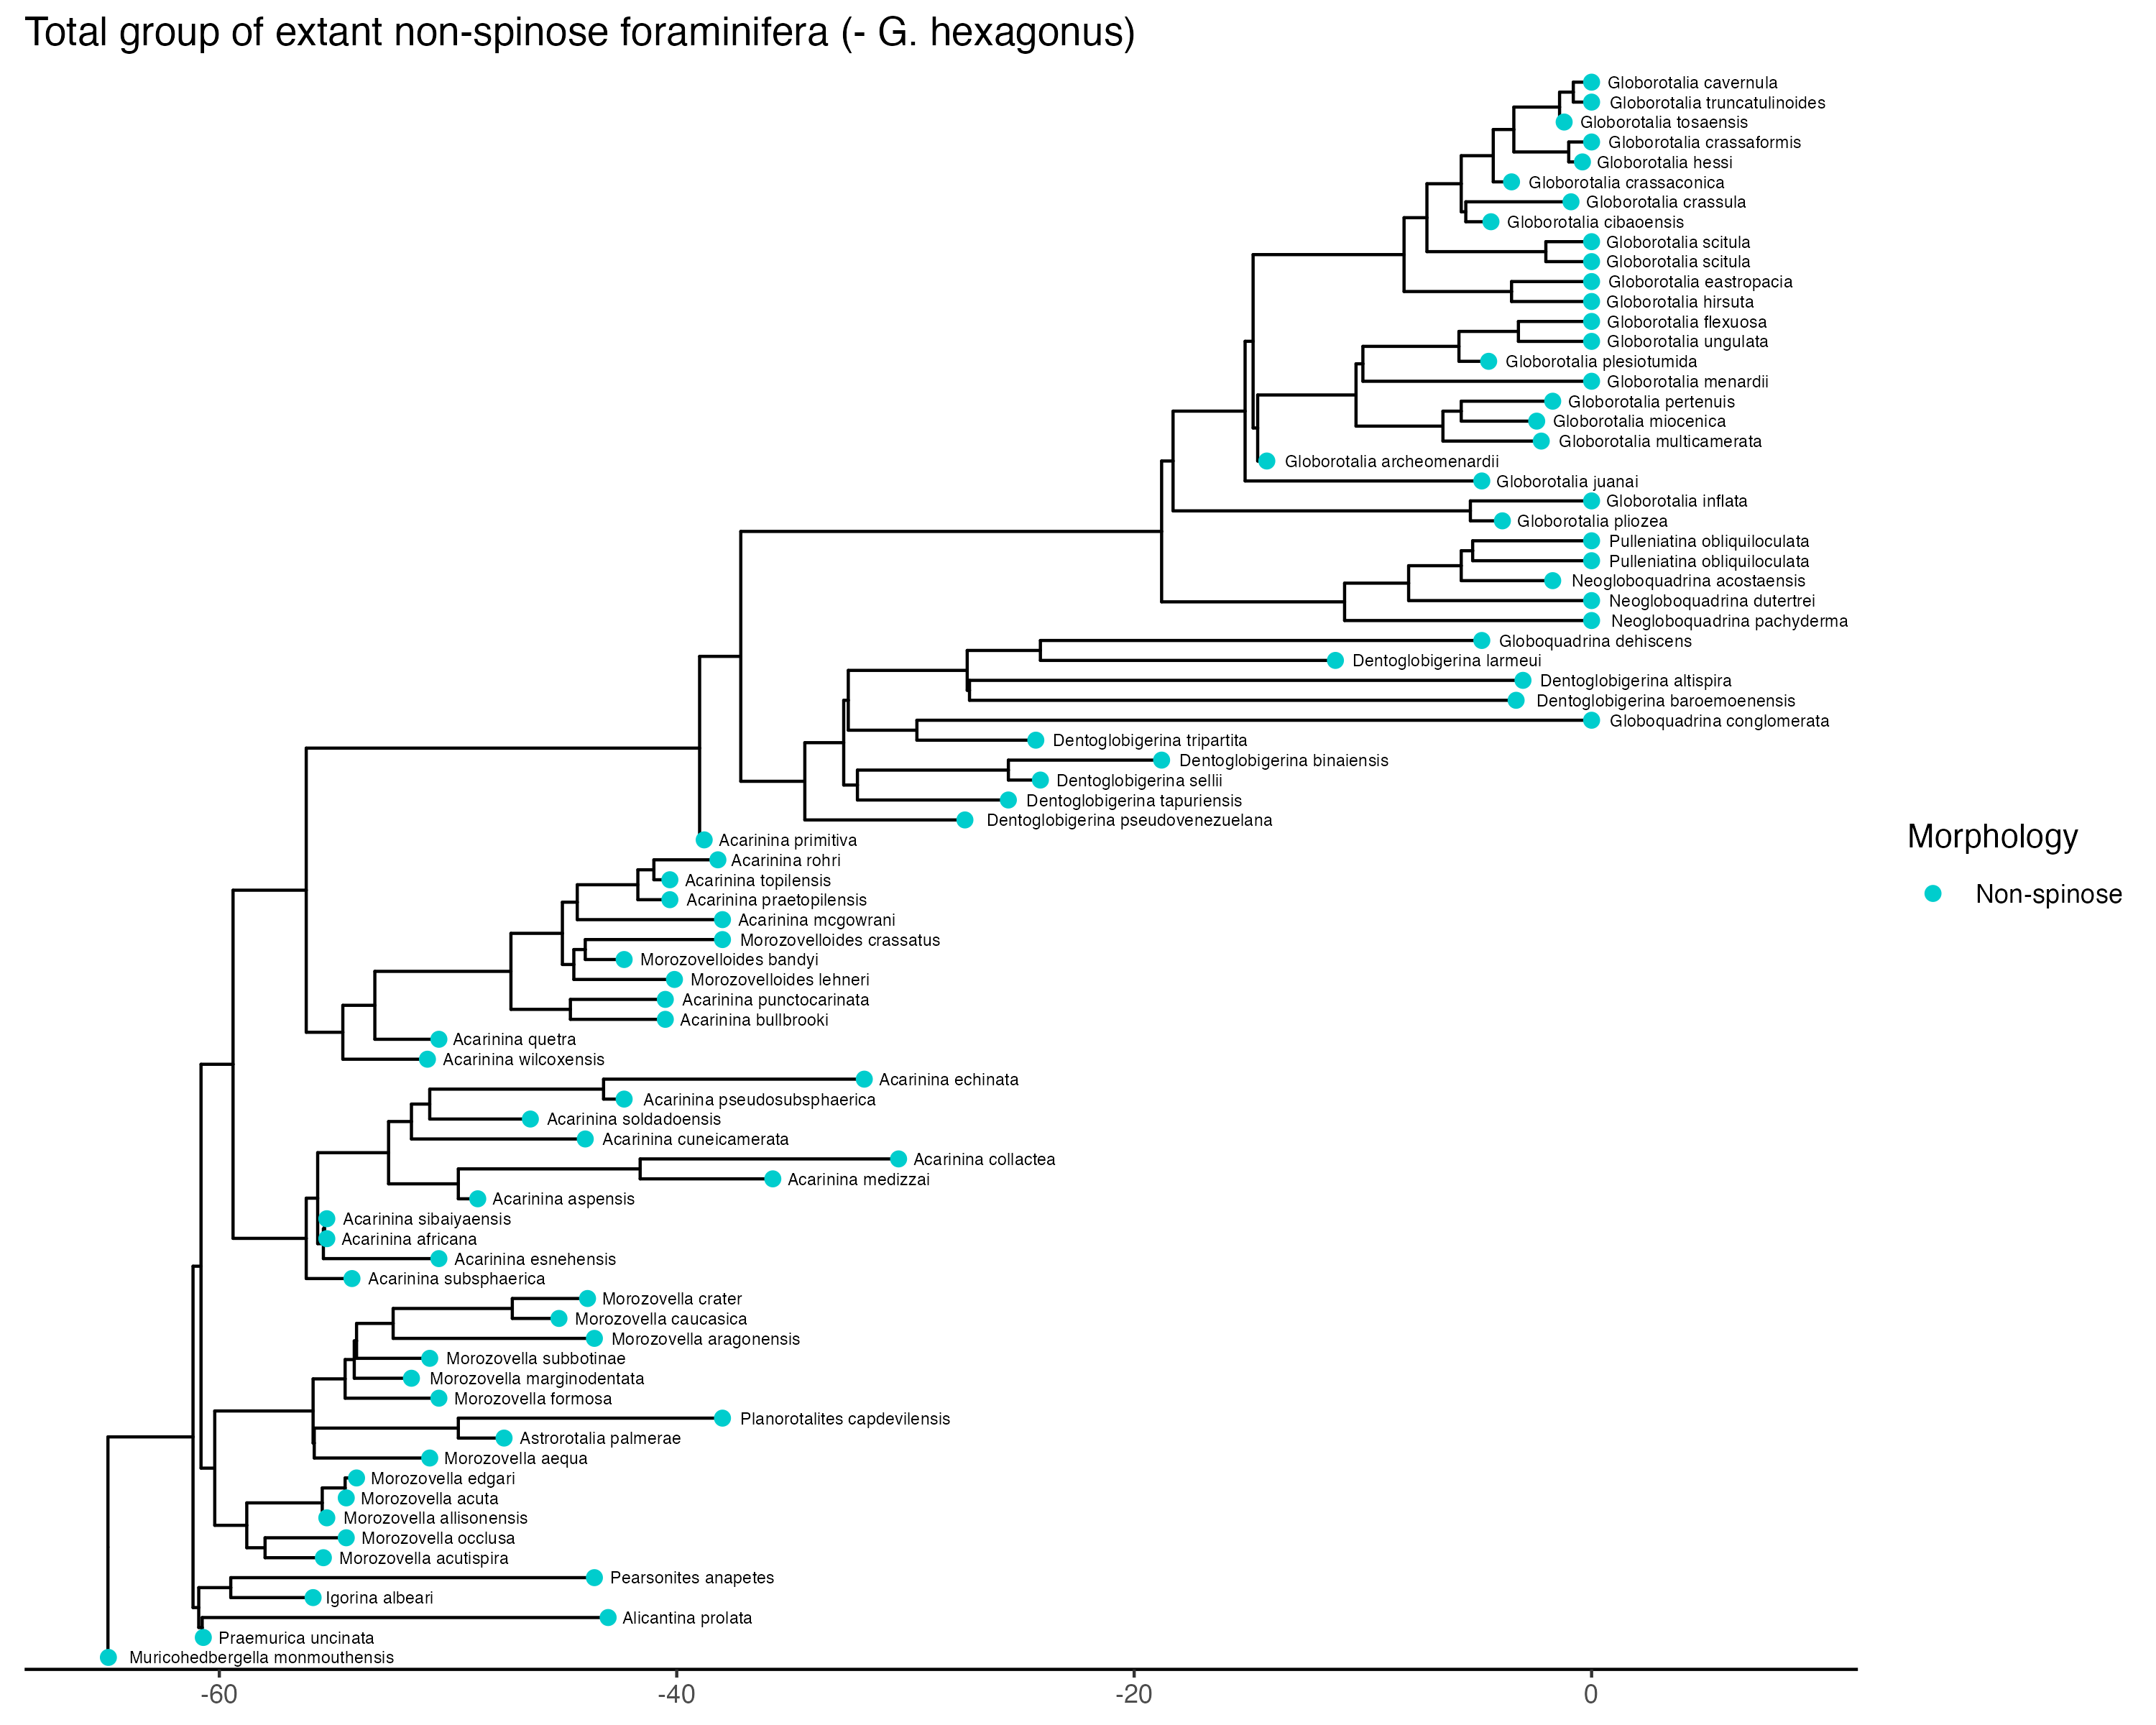 Total group of extant non-spinose foraminifera (- G. hexagonus)
Globorotalia cavernula
Globorotalia truncatulinoides
Globorotalia tosaensis
Globorotalia crassaformis
Globorotalia hessi
Globorotalia crassaconica
Globorotalia crassula
Globorotalia cibaoensis
Globorotalia scitula
Globorotalia scitula
Globorotalia eastropacia
Globorotalia hirsuta
Globorotalia flexuosa
Globorotalia ungulata
Globorotalia plesiotumida
Globorotalia menardii
Globorotalia pertenuis
Globorotalia miocenica
Globorotalia multicamerata
Globorotalia archeomenardii
Globorotalia juanai
Globorotalia inflata
Globorotalia pliozea
Pulleniatina obliquiloculata
Pulleniatina obliquiloculata
Neogloboquadrina acostaensis
Neogloboquadrina dutertrei
Neogloboquadrina pachyderma
Globoquadrina dehiscens
Dentoglobigerina larmeui
Dentoglobigerina altispira
Dentoglobigerina baroemoenensis
Globoquadrina conglomerata
Dentoglobigerina tripartita
Dentoglobigerina binaiensis
Dentoglobigerina sellii
Dentoglobigerina tapuriensis
Dentoglobigerina pseudovenezuelana
Acarinina primitiva
Acarinina rohri
Acarinina topilensis
Acarinina praetopilensis
Acarinina mcgowrani
Morozovelloides crassatus
Morozovelloides bandyi
Morozovelloides lehneri
Acarinina punctocarinata
Acarinina bullbrooki
Acarinina quetra
Acarinina wilcoxensis
Acarinina echinata
Acarinina pseudosubsphaerica
Acarinina soldadoensis
Acarinina cuneicamerata
Acarinina collactea
Acarinina medizzai
Acarinina aspensis
Acarinina sibaiyaensis
Acarinina africana
Acarinina esnehensis
Acarinina subsphaerica
Morozovella crater
Morozovella caucasica
Morozovella aragonensis
Morozovella subbotinae
Morozovella marginodentata
Morozovella formosa
Planorotalites capdevilensis
Astrorotalia palmerae
Morozovella aequa
Morozovella edgari
Morozovella acuta
Morozovella allisonensis
Morozovella occlusa
Morozovella acutispira
Pearsonites anapetes
Igorina albeari
Alicantina prolata
Praemurica uncinata
Muricohedbergella monmouthensis
-60
-40
-20
0
Morphology
Non-spinose